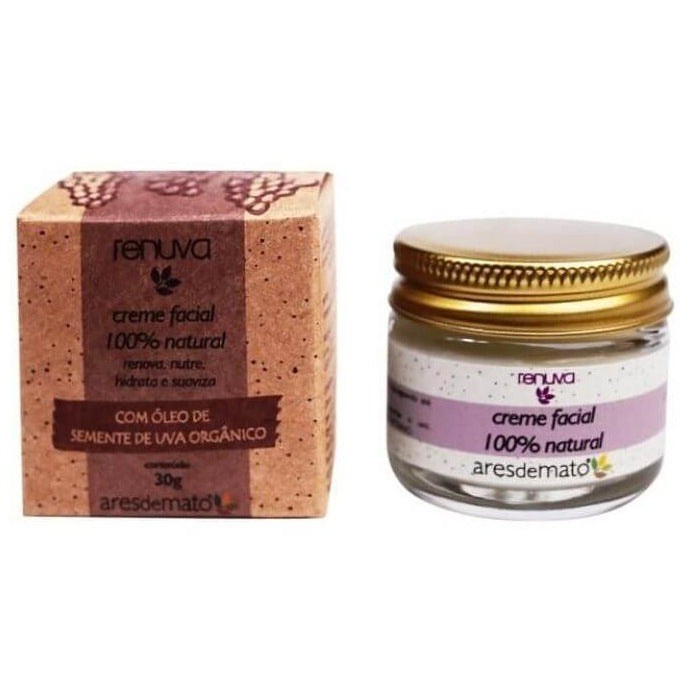 renuva
creme facial
100% natural
renova, nutre,
hidrata e suaviza
COM ÓLEO DE
SEMENTE DE UVA ORGÂNICO
conteúdo
30g
aresdemato
renuva
creme facial
100% natural
aresdemato